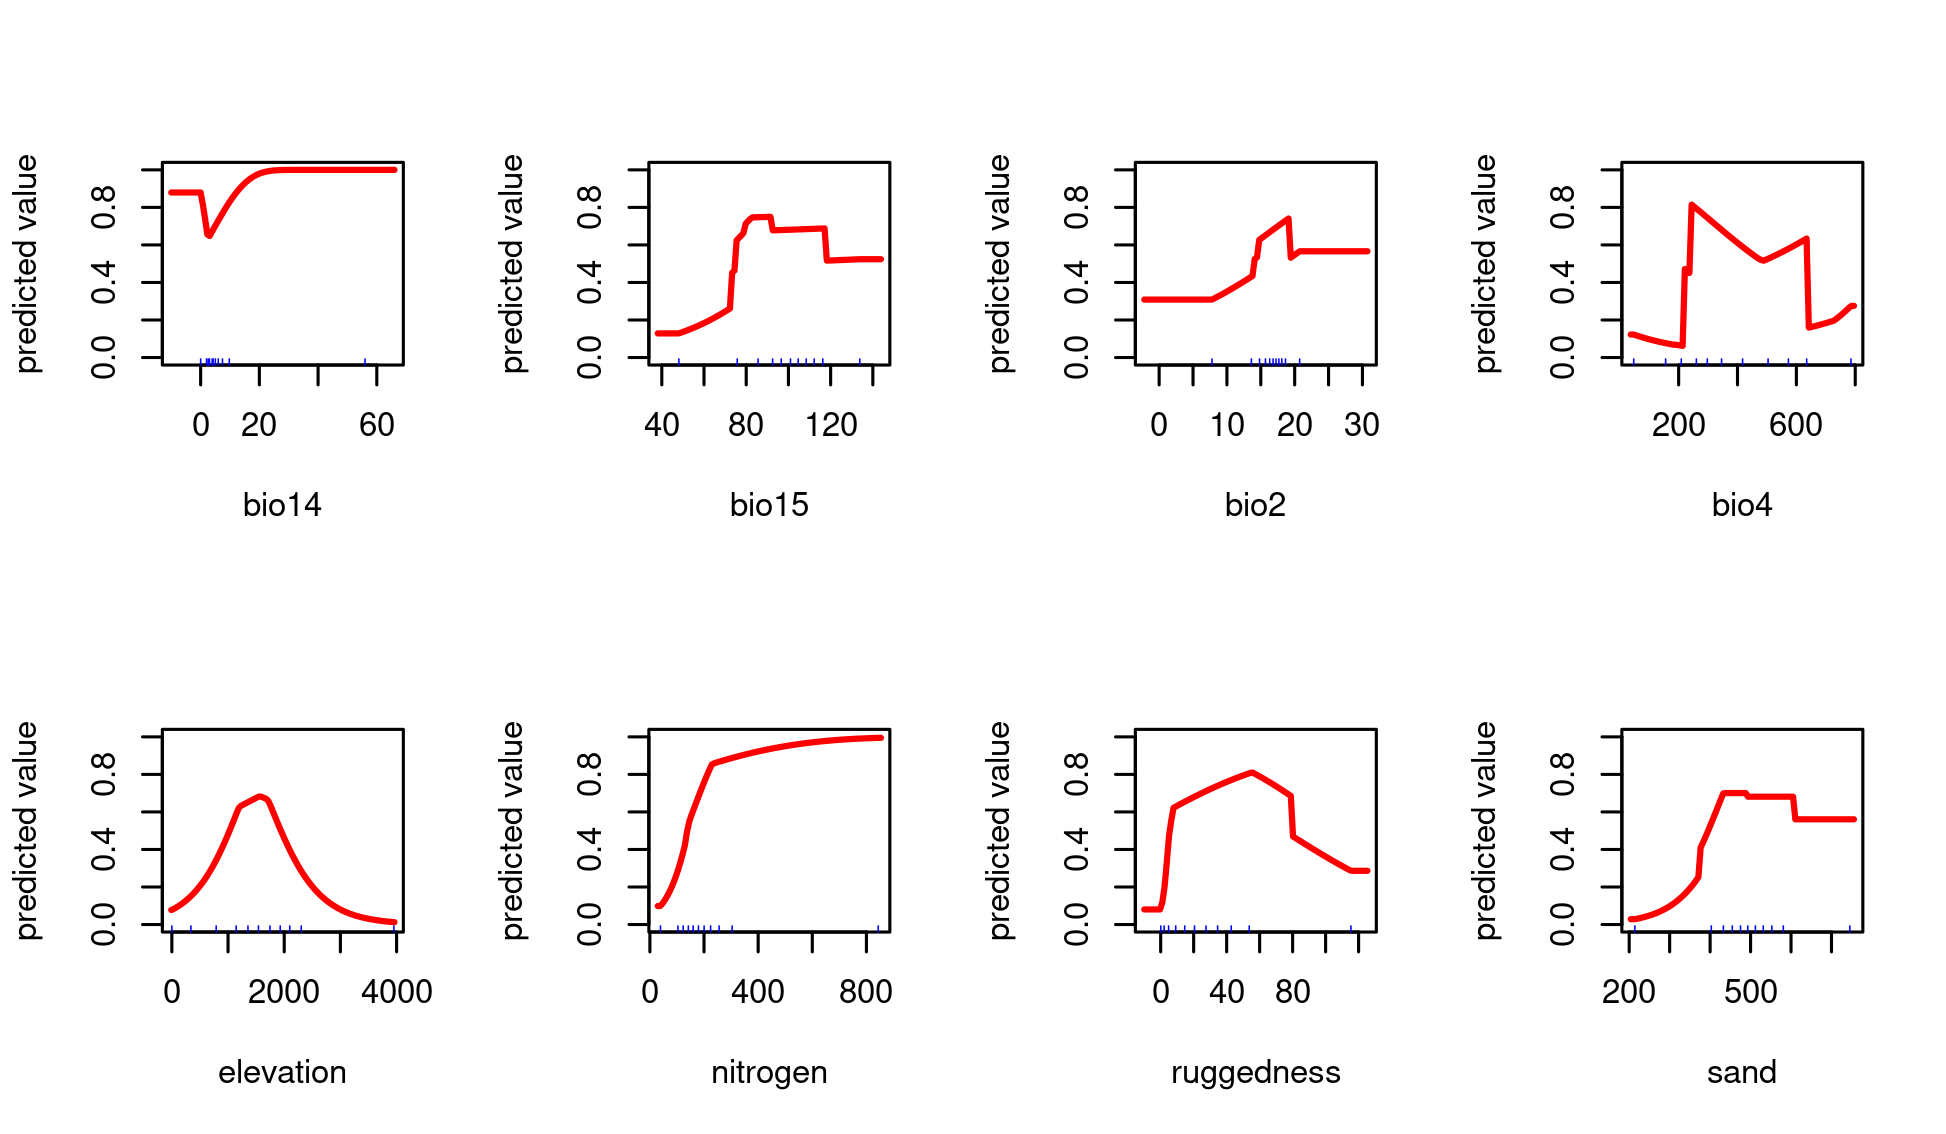 predicted value
0.0 0.4 0.8
0 20 60
bio14
predicted value
0.0 0.4 0.8
40 80 120
bio15
predicted value
0.0 0.4 0.8
0 10 20 30
bio2
predicted value
0.0 0.4 0.8
200 600
bio4
predicted value
0.0 0.4 0.8
0 2000 4000
elevation
predicted value
0.0 0.4 0.8
0 400 800
nitrogen
predicted value
0.0 0.4 0.8
0 40 80
ruggedness
predicted value
0.0 0.4 0.8
200 500
sand